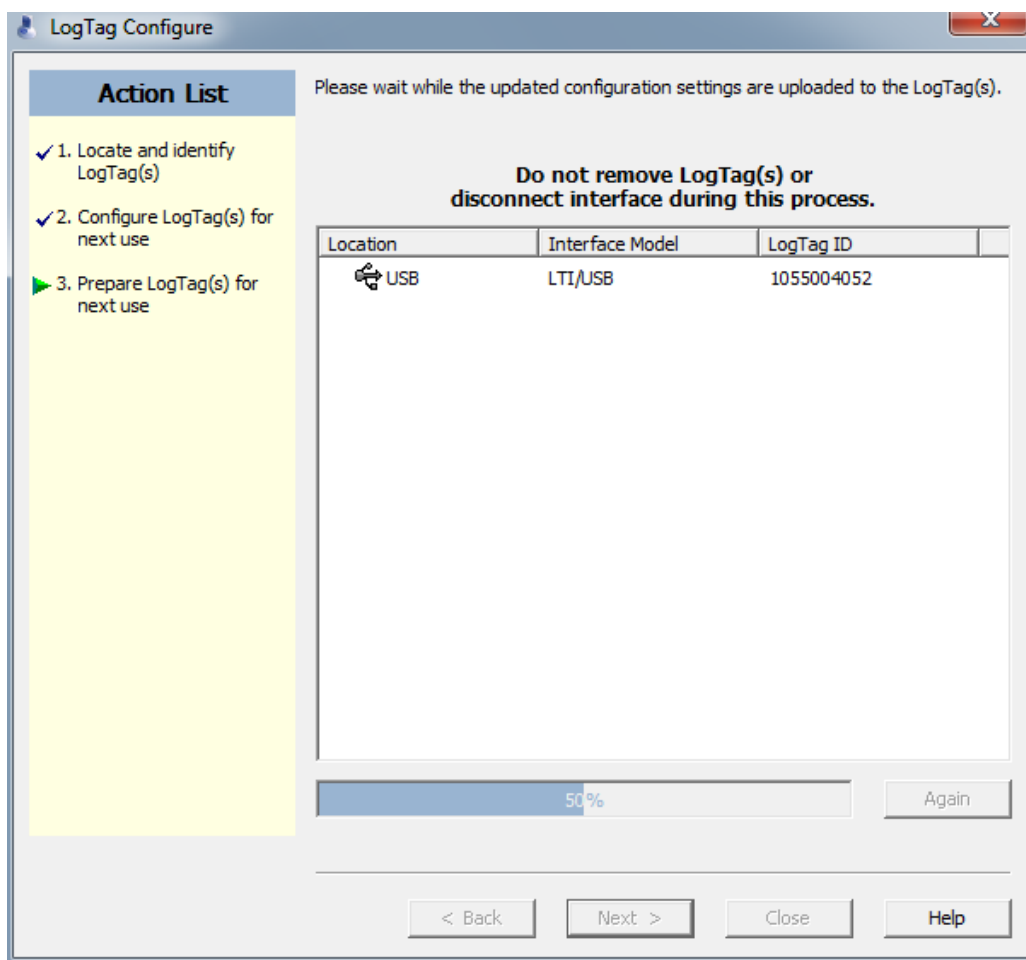 LogTag Configure
Action List
1. Locate and identify
LogTag(s)
2. Configure LogTag(s) for
next use
3. Prepare LogTag(s) for
next use
Please wait while the updated configuration settings are uploaded to the LogTag(s).
Do not remove LogTag(s) or
disconnect interface during this process.
Location Interface Model LogTag ID
USB LTI/USB 1055004052
50%
Again
< Back Next > Close Help